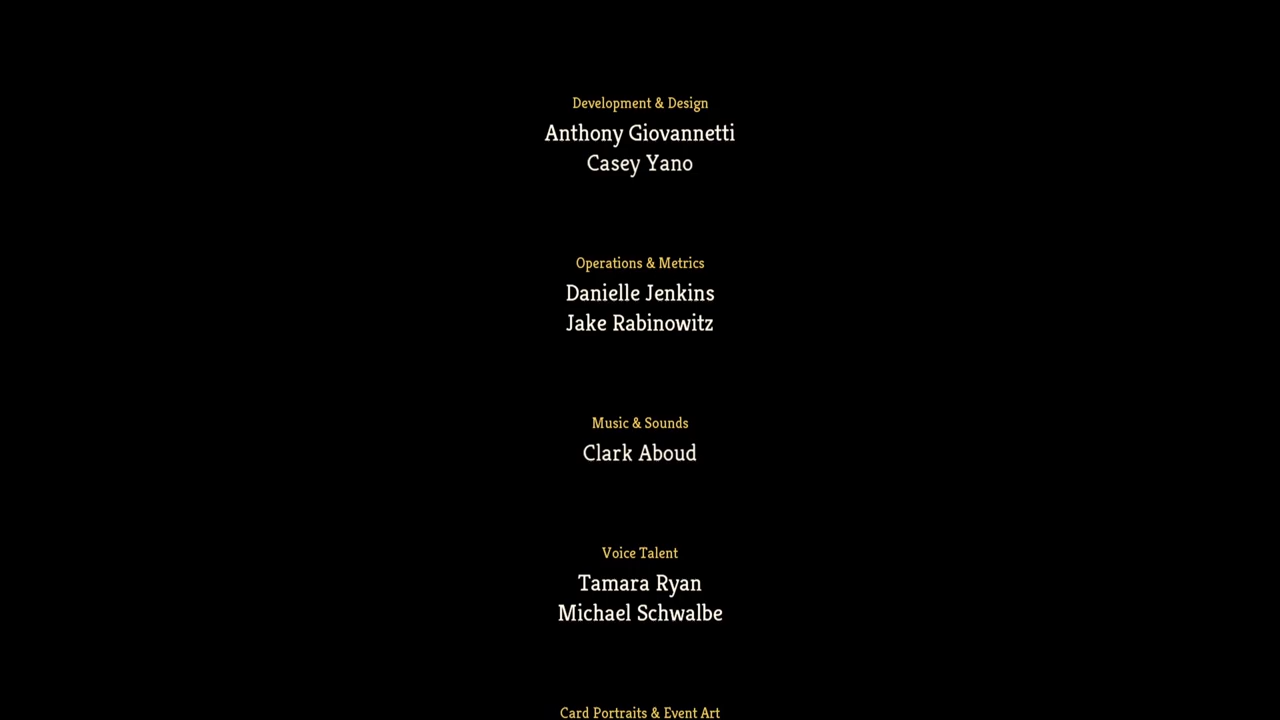 Development & Design
Anthony Giovannetti
Casey Yano
Operations & Metrics
Danielle Jenkins
Jake Rabinowitz
Music & Sounds
Clark Aboud
Voice Talent
Tamara Ryan
Michael Schwalbe
Card Portraits & Event Art